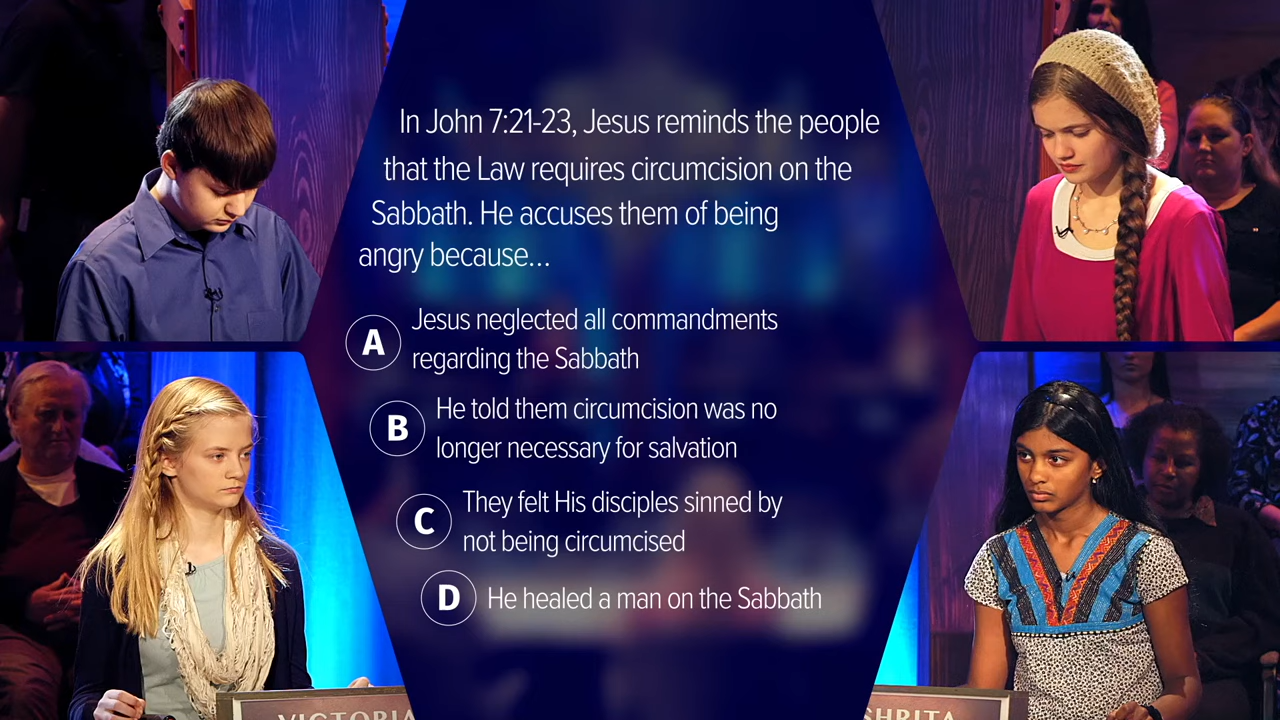 In John 7:21-23, Jesus reminds the people
that the Law requires circumcision on the
Sabbath. He accuses them of being
angry because...
A
Jesus neglected all commandments
regarding the Sabbath
B
He told them circumcision was no
longer necessary for salvation
C
They felt His disciples sinned by
not being circumcised
D He healed a man on the Sabbath
VICTORIA
SHRITA